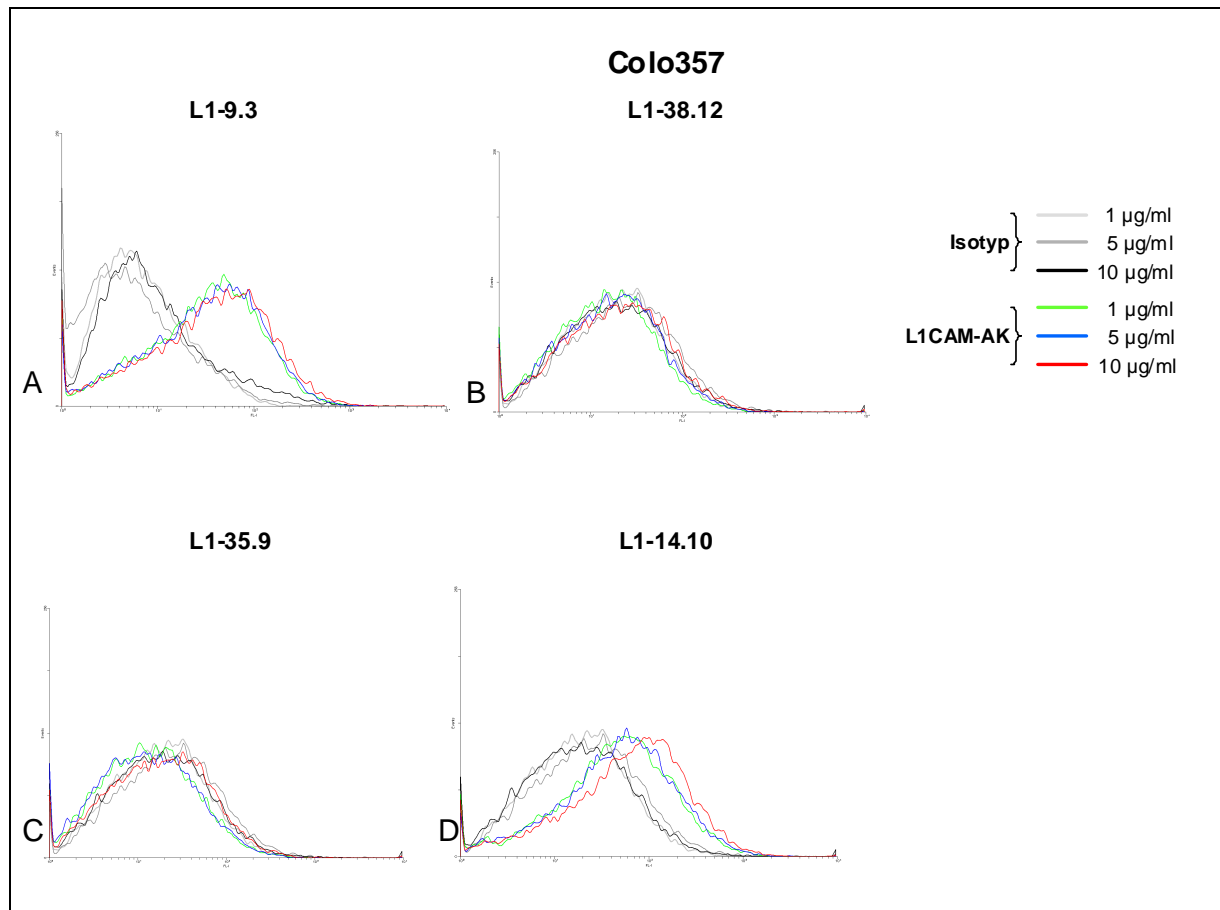 Colo357
L1-9.3
L1-38.12
Isotyp
1 µg/ml
5 µg/ml
10 µg/ml
L1CAM-AK
1 µg/ml
5 µg/ml
10 µg/ml
A
B
L1-35.9
L1-14.10
C
D